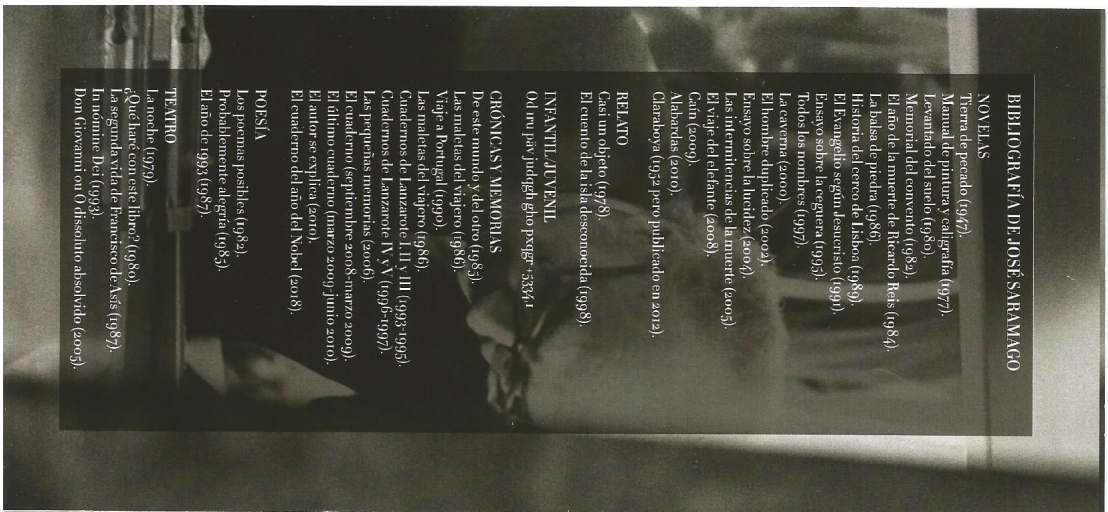 BIBLIOGRAFÍA DE JOSÉ SARAMAGO
NOVELAS
Tierra de pecado (1947).
Manual de pintura y caligrafía (1977).
Levantado del suelo (1980).
Memorial del convento (1982).
El año de la muerte de Ricardo Reis (1984).
La balsa de piedra (1986).
Historia del cerco de Lisboa (1989).
El Evangelio según Jesucristo (1991).
Ensayo sobre la ceguera (1995).
Todos los nombres (1997).
La caverna (2000).
El hombre duplicado (2002).
Ensayo sobre la lucidez (2004).
Las intermitencias de la muerte (2005).
El viaje del elefante (2008).
Caín (2009).
Alabardas (2010).
Claraboya (1952 pero publicado en 2012).
RELATO
Casi un objeto (1978).
El cuento de la isla desconocida (1998).
INFANTIL/JUVENIL
Od iru päv judqgh gho pxqgr +5334¹
CRÓNICAS Y MEMORIAS
De este mundo y del otro (1985).
Las maletas del viajero (1986).
Viaje a Portugal (1990).
Las maletas del viajero (1986).
Cuadernos de Lanzarote I, II y III (1993-1995).
Cuadernos de Lanzarote IV y V (1996-1997).
Las pequeñas memorias (2006).
El cuaderno (septiembre 2008-marzo 2009).
El último cuaderno (marzo 2009-junio 2010).
El autor se explica (2010).
El cuaderno del año del Nobel (2018).
POESÍA
Los poemas posibles (1982).
Probablemente alegría (1985).
El año de 1993 (1987).
TEATRO
La noche (1979).
¿Qué haré con este libro? (1980).
La segunda vida de Francisco de Asís (1987).
In nómine Dei (1993).
Don Giovanni ou O dissoluto absolvido (2005).